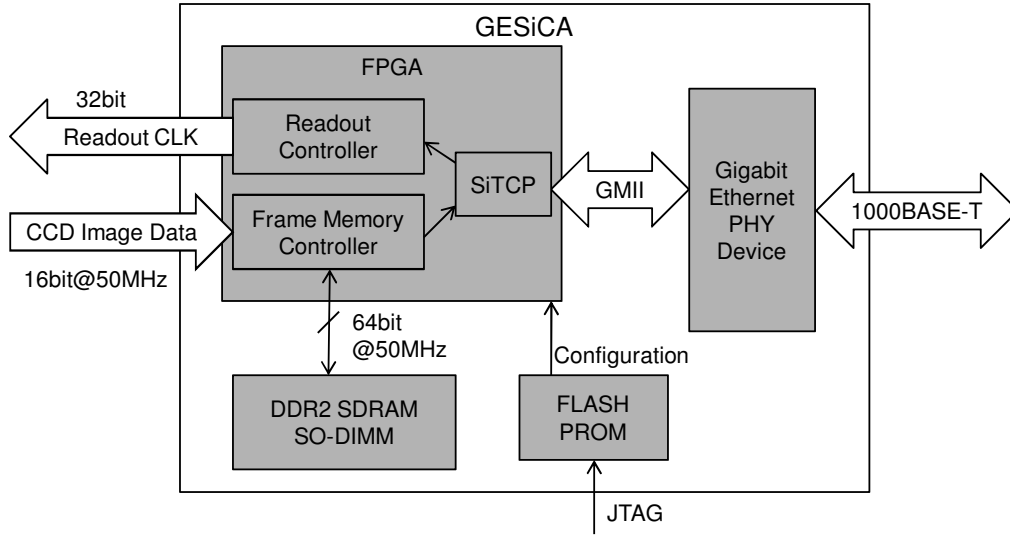 GESiCA
FPGA
32bit
Readout CLK
Readout
Controller
SiTCP
GMII
Gigabit
Ethernet
PHY
Device
1000BASE-T
CCD Image Data
Frame Memory
Controller
16bit@50MHz
64bit
@50MHz
Configuration
DDR2 SDRAM
SO-DIMM
FLASH
PROM
JTAG